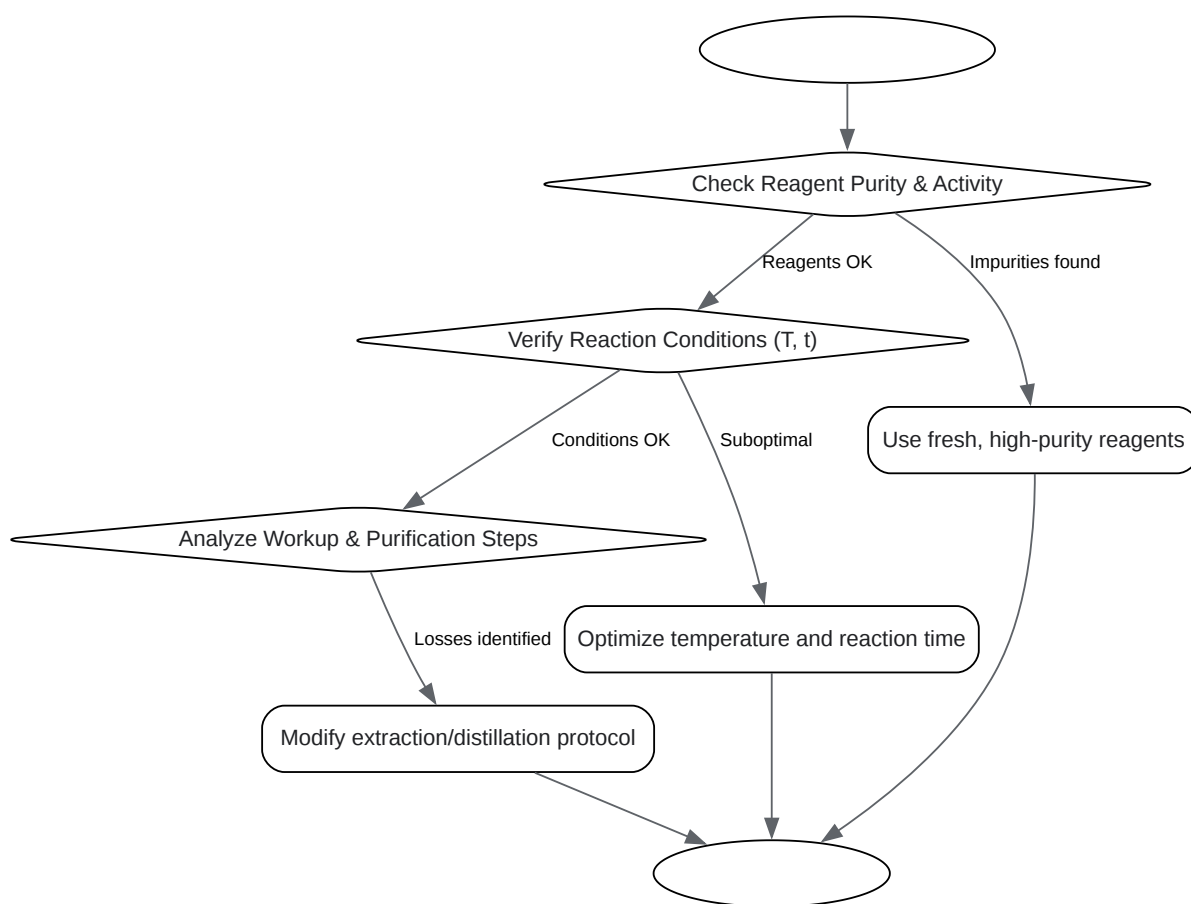 Check Reagent Purity & Activity
Reagents OK
Impurities found
Verify Reaction Conditions (T, t)
Use fresh, high-purity reagents
Conditions OK
Suboptimal
Analyze Workup & Purification Steps
Losses identified
Optimize temperature and reaction time
Modify extraction/distillation protocol